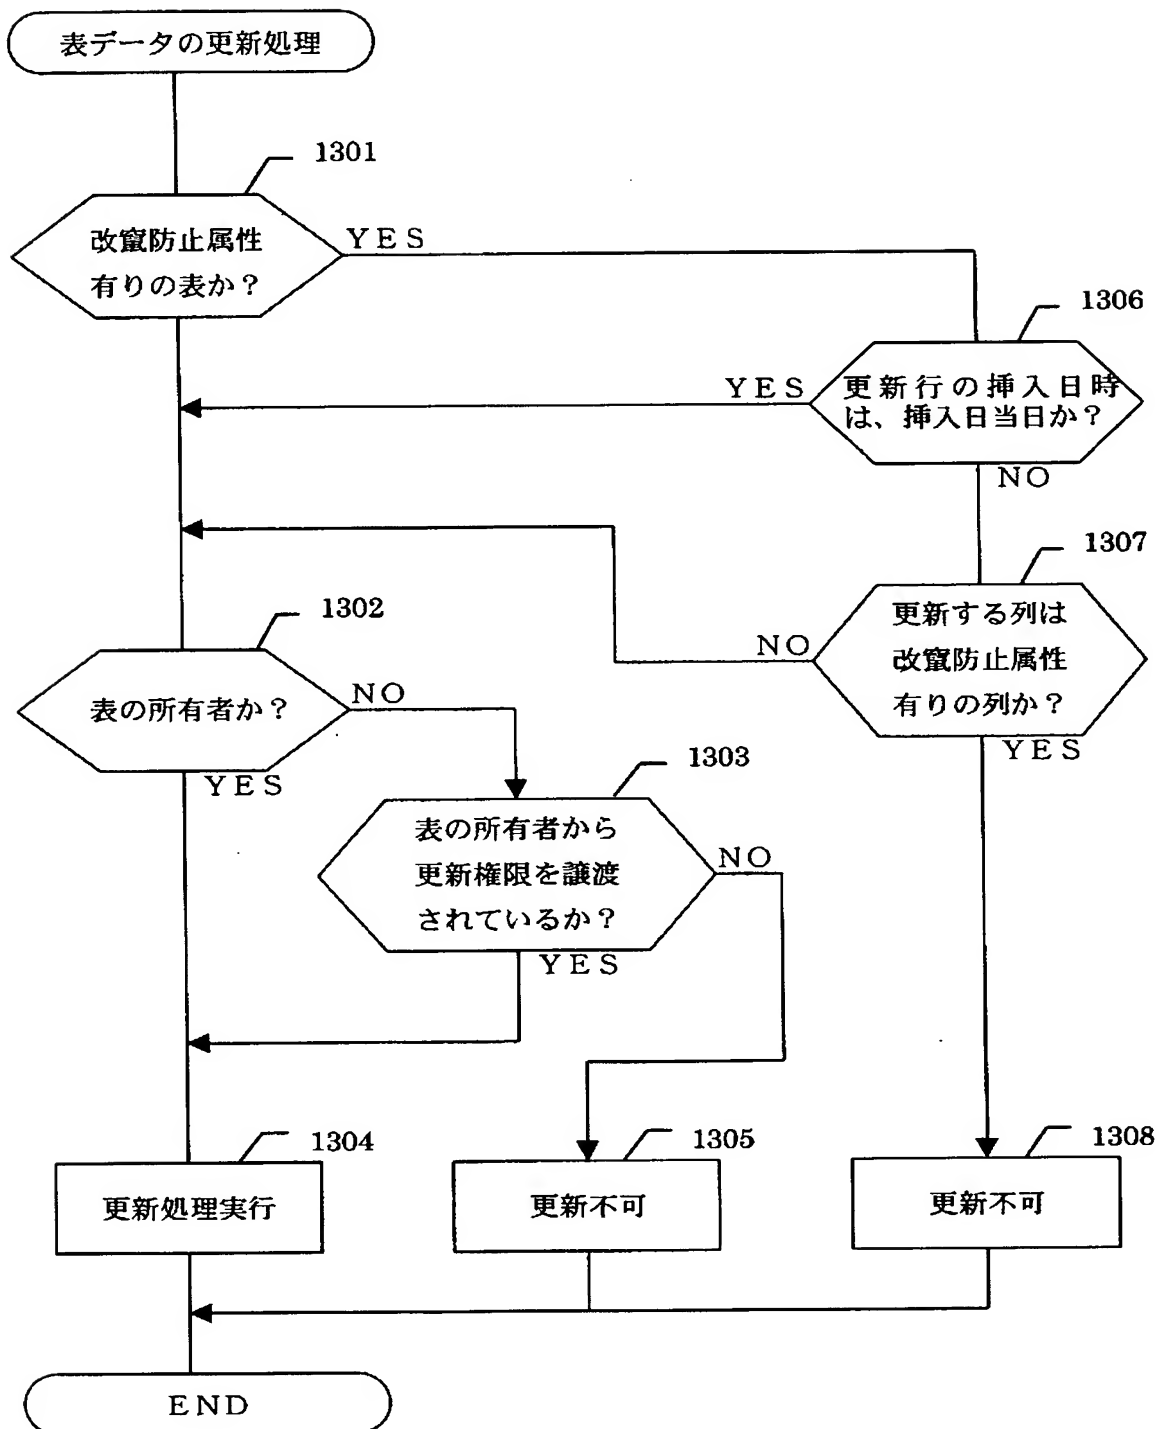 表データの更新処理
1301
改竄防止属性
有りの表か？
YES
1306
更新行の挿入日時
は、挿入日当日か？
YES
NO
1307
更新する列は
改竄防止属性
有りの列か？
NO
YES
1302
表の所有者か？
NO
YES
1303
表の所有者から
更新権限を譲渡
されているか？
NO
YES
1304
更新処理実行
1305
更新不可
1308
更新不可
END